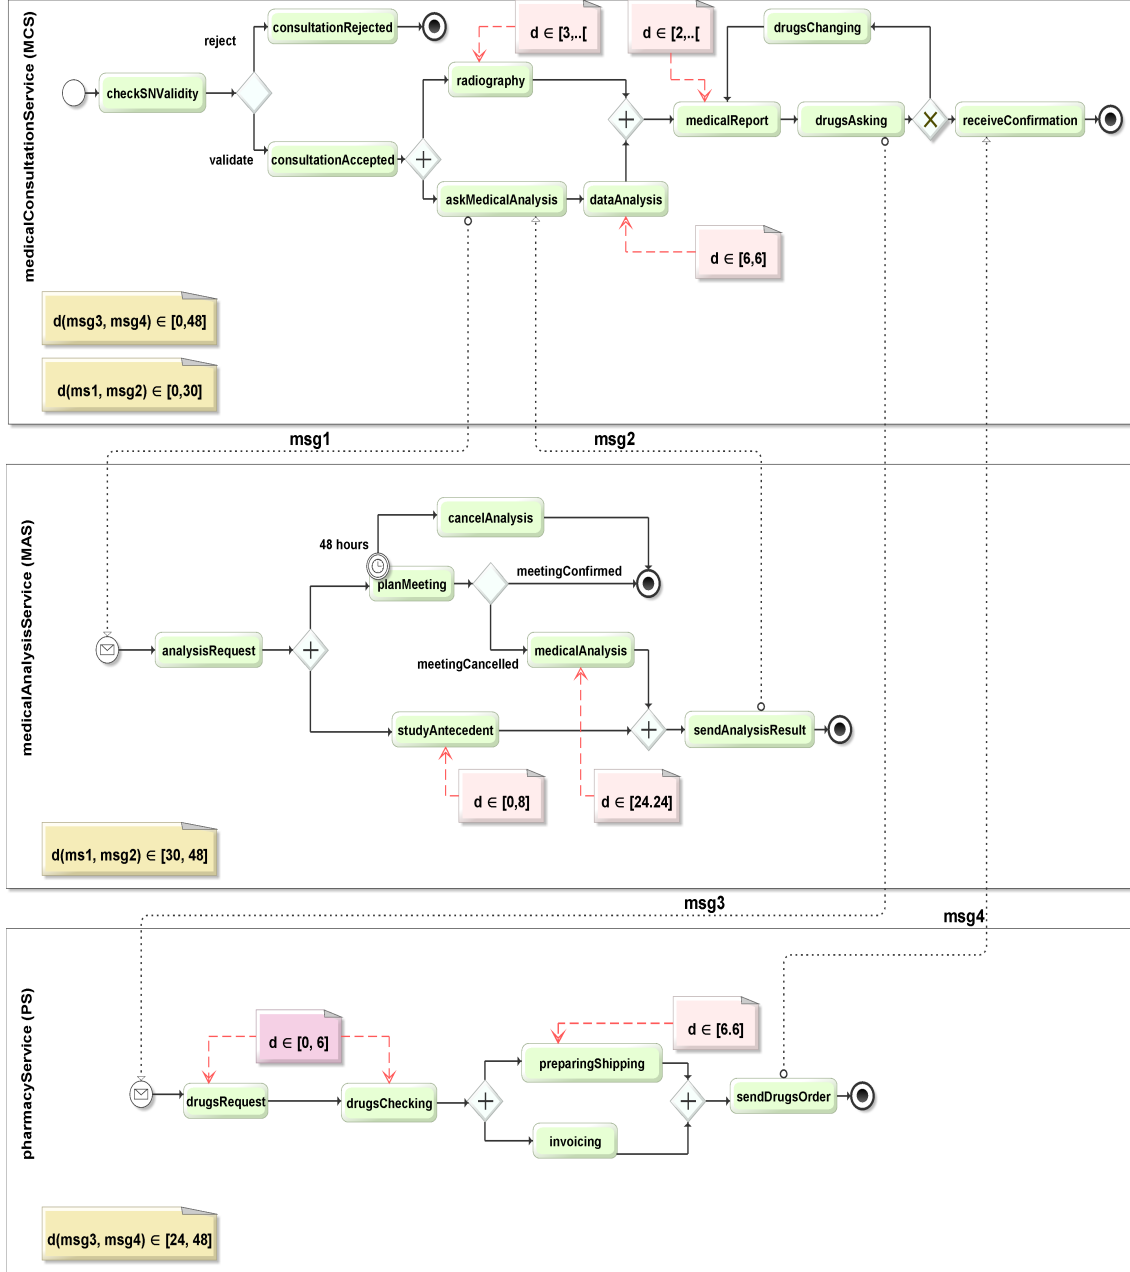 medicalConsultationService (MCS)
reject
consultationRejected
d ∈ [3,..[
d ∈ [2,..[
drugsChanging
checkSNValidity
radiography
medicalReport
drugsAsking
receiveConfirmation
validate
consultationAccepted
askMedicalAnalysis
dataAnalysis
d ∈ [6,6]
d(msg3, msg4) ∈ [0,48]
d(ms1, msg2) ∈ [0,30]
msg1
msg2
medicalAnalysisService (MAS)
cancelAnalysis
48 hours
planMeeting
meetingConfirmed
analysisRequest
medicalAnalysis
meetingCancelled
studyAntecedent
sendAnalysisResult
d ∈ [0,8]
d ∈ [24.24]
d(ms1, msg2) ∈ [30, 48]
msg3
msg4
pharmacyService (PS)
d ∈ [0, 6]
d ∈ [6.6]
preparingShipping
drugsRequest
drugsChecking
sendDrugsOrder
invoicing
d(msg3, msg4) ∈ [24, 48]